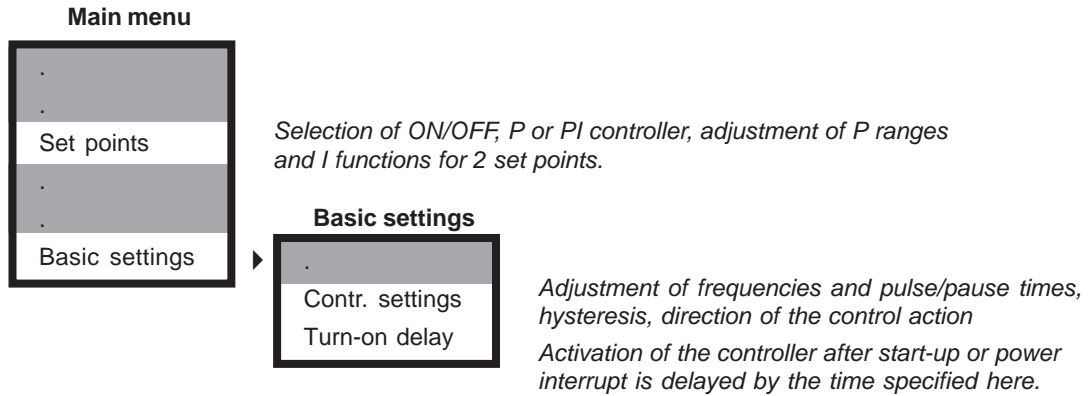 Main menu
.
.
Set points
Selection of ON/OFF, P or PI controller, adjustment of P ranges
and I functions for 2 set points.
.
.
Basic settings
Basic settings
.
Contr. settings
Turn-on delay
Adjustment of frequencies and pulse/pause times,
hysteresis, direction of the control action
Activation of the controller after start-up or power
interrupt is delayed by the time specified here.